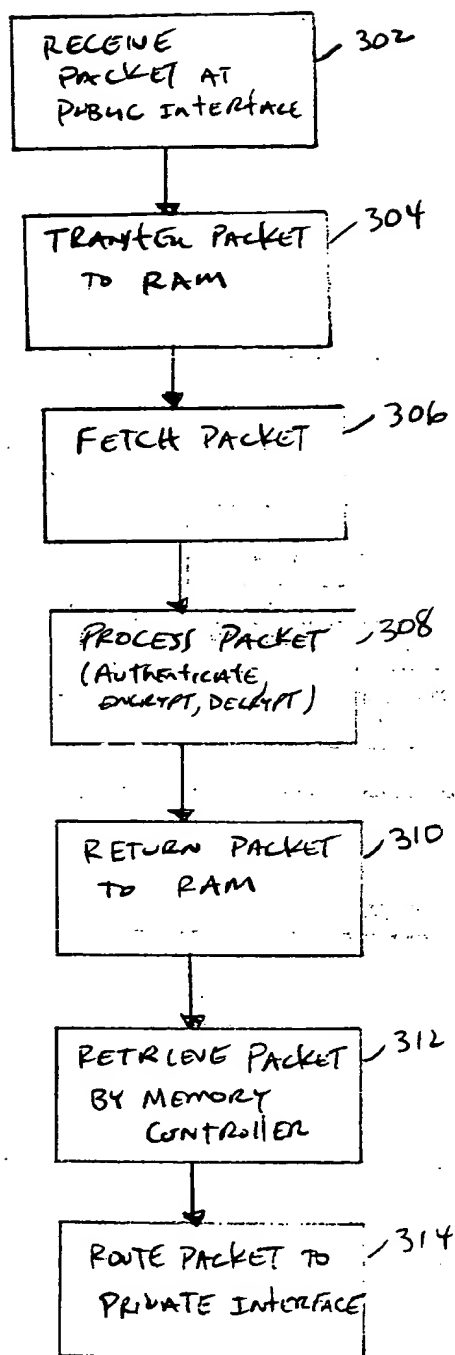 RECEIVE
PACKET AT
PUBLIC INTERFACE
302
TRANSFER PACKET
TO RAM
304
FETCH PACKET
306
PROCESS PACKET
(AUTHENTICATE,
ENCRYPT, DECRYPT)
308
RETURN PACKET
TO RAM
310
RETRIEVE PACKET
BY MEMORY
CONTROLLER
312
ROUTE PACKET TO
PRIVATE INTERFACE
314